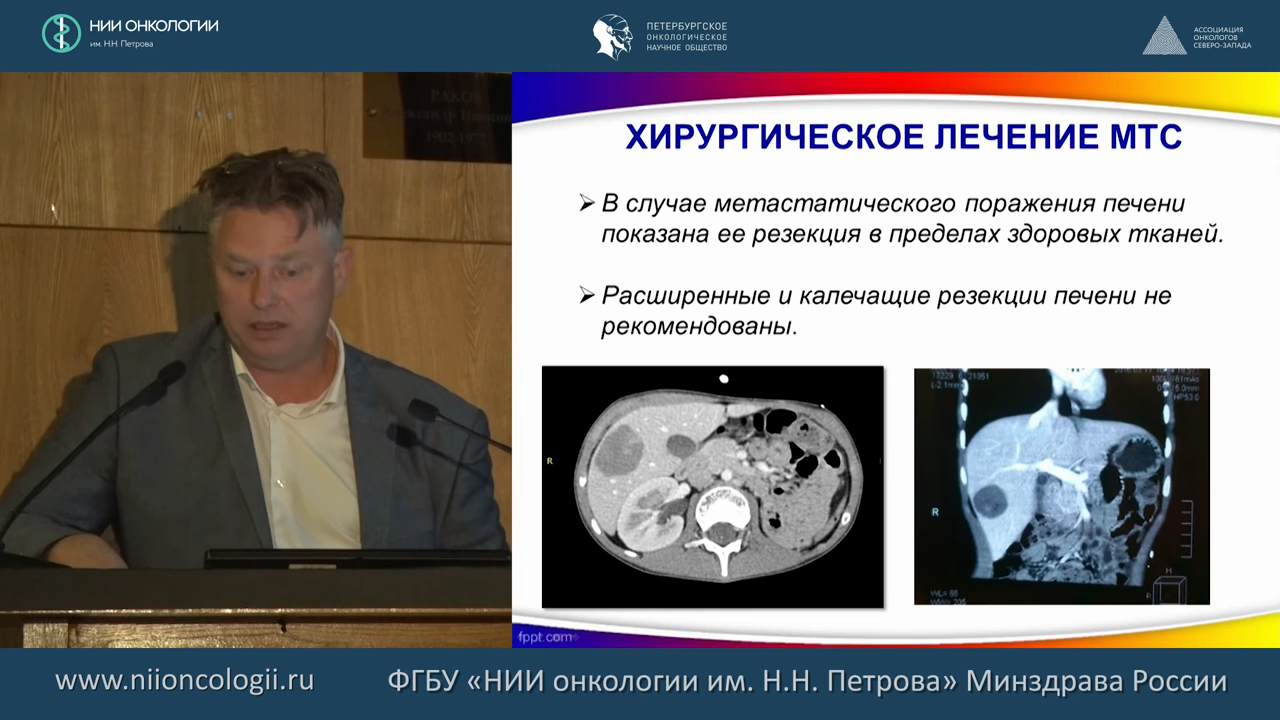 НИИ ОНКОЛОГИИ
им. Н.Н. Петрова
ПЕТЕРБУРГСКОЕ
ОНКОЛОГИЧЕСКОЕ
НАУЧНОЕ ОБЩЕСТВО
АССОЦИАЦИЯ
ОНКОЛОГОВ
СЕВЕРО-ЗАПАДА
ХИРУРГИЧЕСКОЕ ЛЕЧЕНИЕ МТС
В случае метастатического поражения печени
показана ее резекция в пределах здоровых тканей.
Расширенные и калечащие резекции печени не
рекомендованы.
R
R
H
fppt.com
www.niioncologii.ru
ФГБУ «НИИ онкологии им. Н.Н. Петрова» Минздрава России